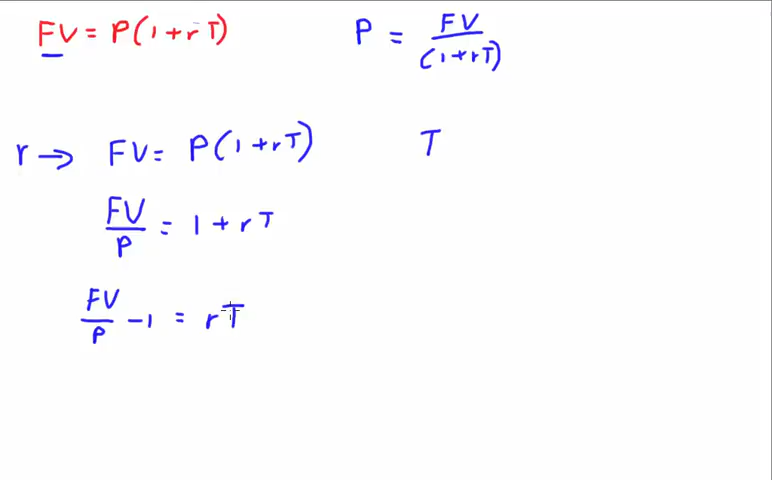 FV = P(1+rT)    P = FV/(1+rT)
r → FV = P(1+rT)    T
FV/P = 1+rT
FV/P -1 = rT